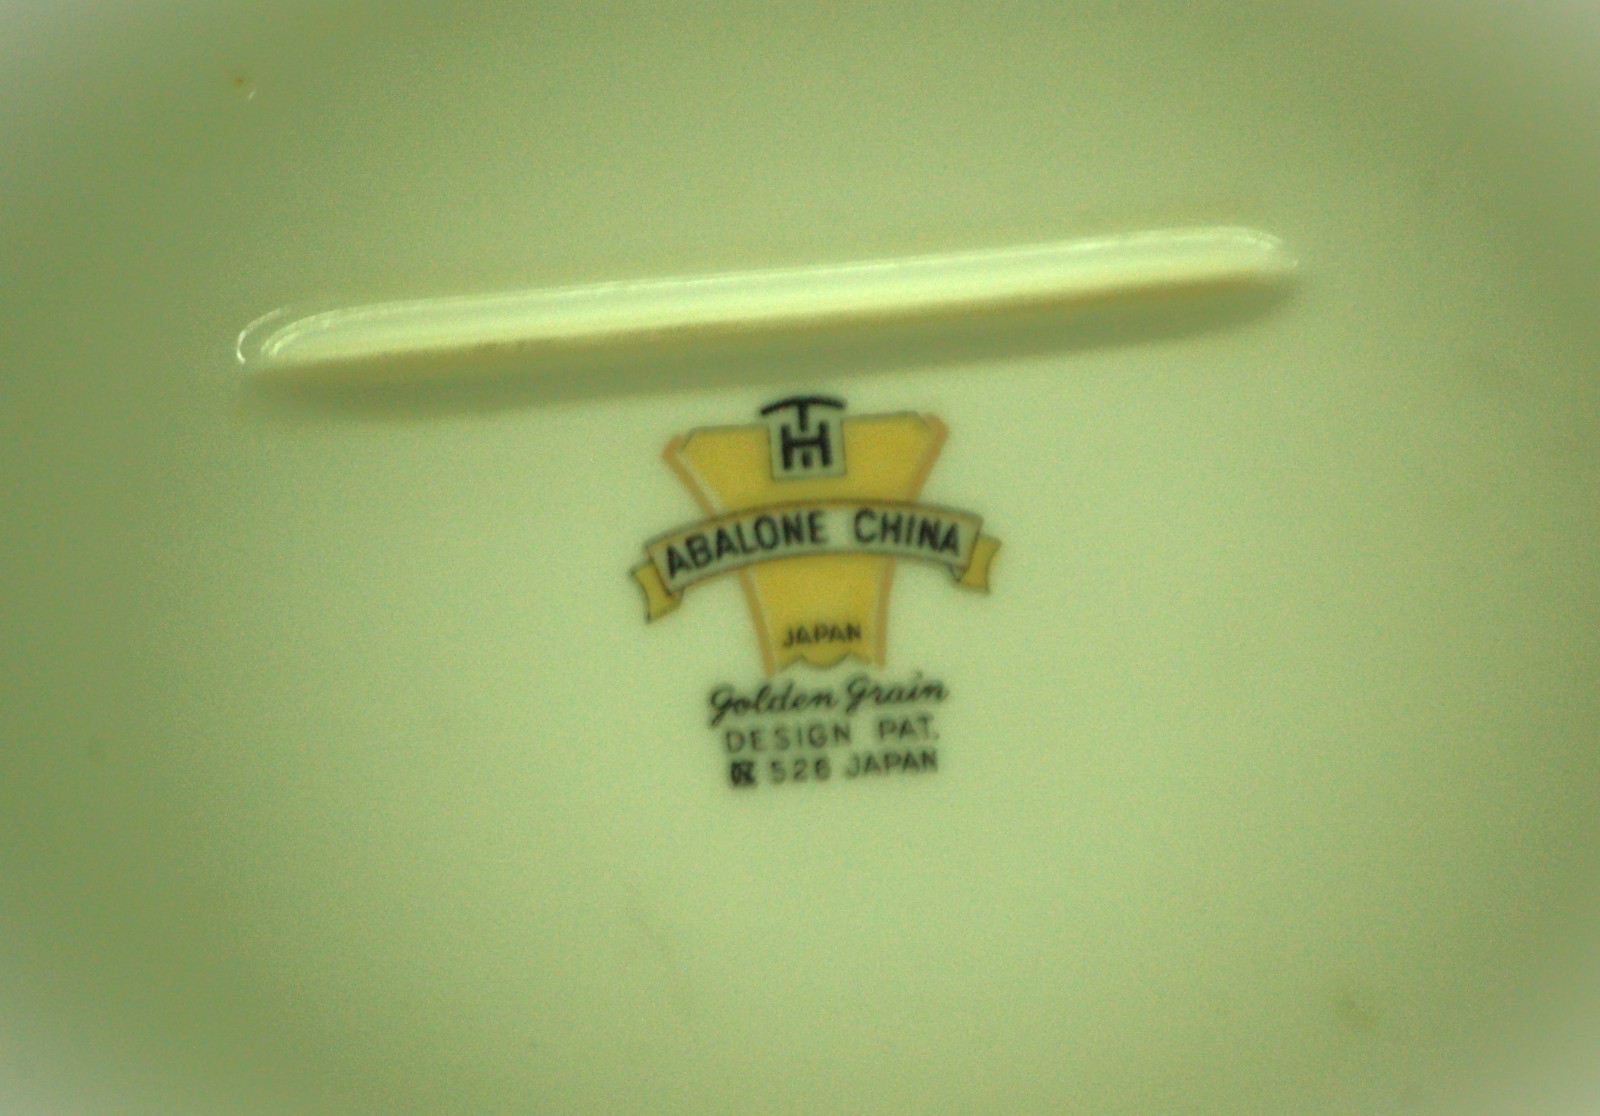 TH
ABALONE CHINA
JAPAN
Golden Grain
DESIGN PAT.
526 JAPAN